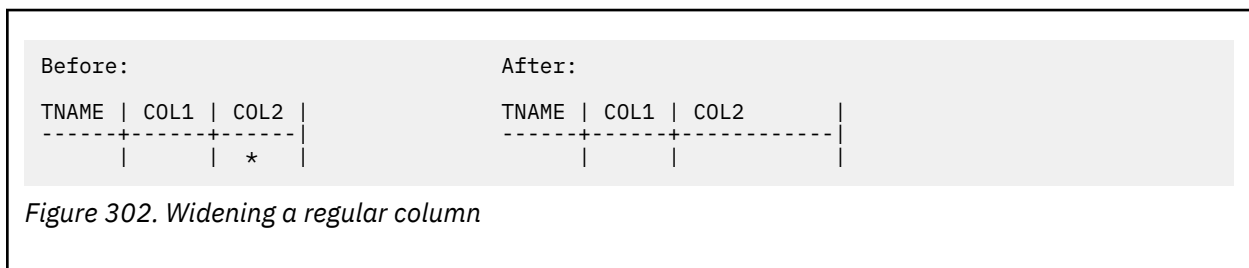 Before:                                 After:
TNAME | COL1 | COL2 |                   TNAME | COL1 | COL2       |
------+------+------|                   ------+------+------------|
      |      |  *   |                         |      |            |
Figure 302. Widening a regular column